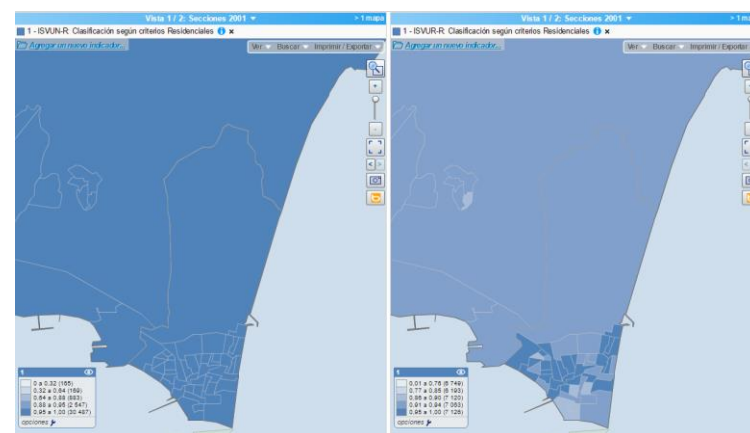 Vista 1 / 2: Secciones 2001
> 1 mapa
1 - ISVUN-R: Clasificación según criterios Residenciales
Agregar un nuevo indicador...
Ver
Buscar
Imprimir / Exportar
1
0 a 0,32 (165)
0,32 a 0,64 (169)
0,64 a 0,88 (883)
0,88 a 0,95 (2 547)
0,95 a 1,00 (30 487)
opciones
Vista 1 / 2: Secciones 2001
> 1 ma
1 - ISVUR-R: Clasificación según criterios Residenciales
Agregar un nuevo indicador...
Ver
Buscar
Imprimir / Exportar
1
0,01 a 0,76 (6 749)
0,77 a 0,85 (6 193)
0,86 a 0,90 (7 120)
0,91 a 0,94 (7 063)
0,95 a 1,00 (7 126)
opciones